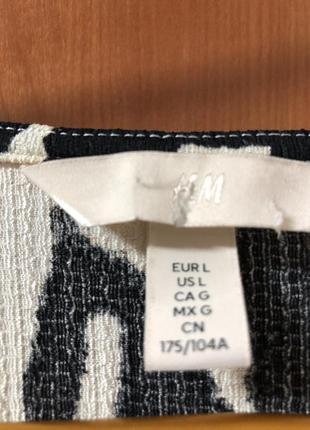 H&M
EUR L
US L
CA G
MX G
CN
175/104A